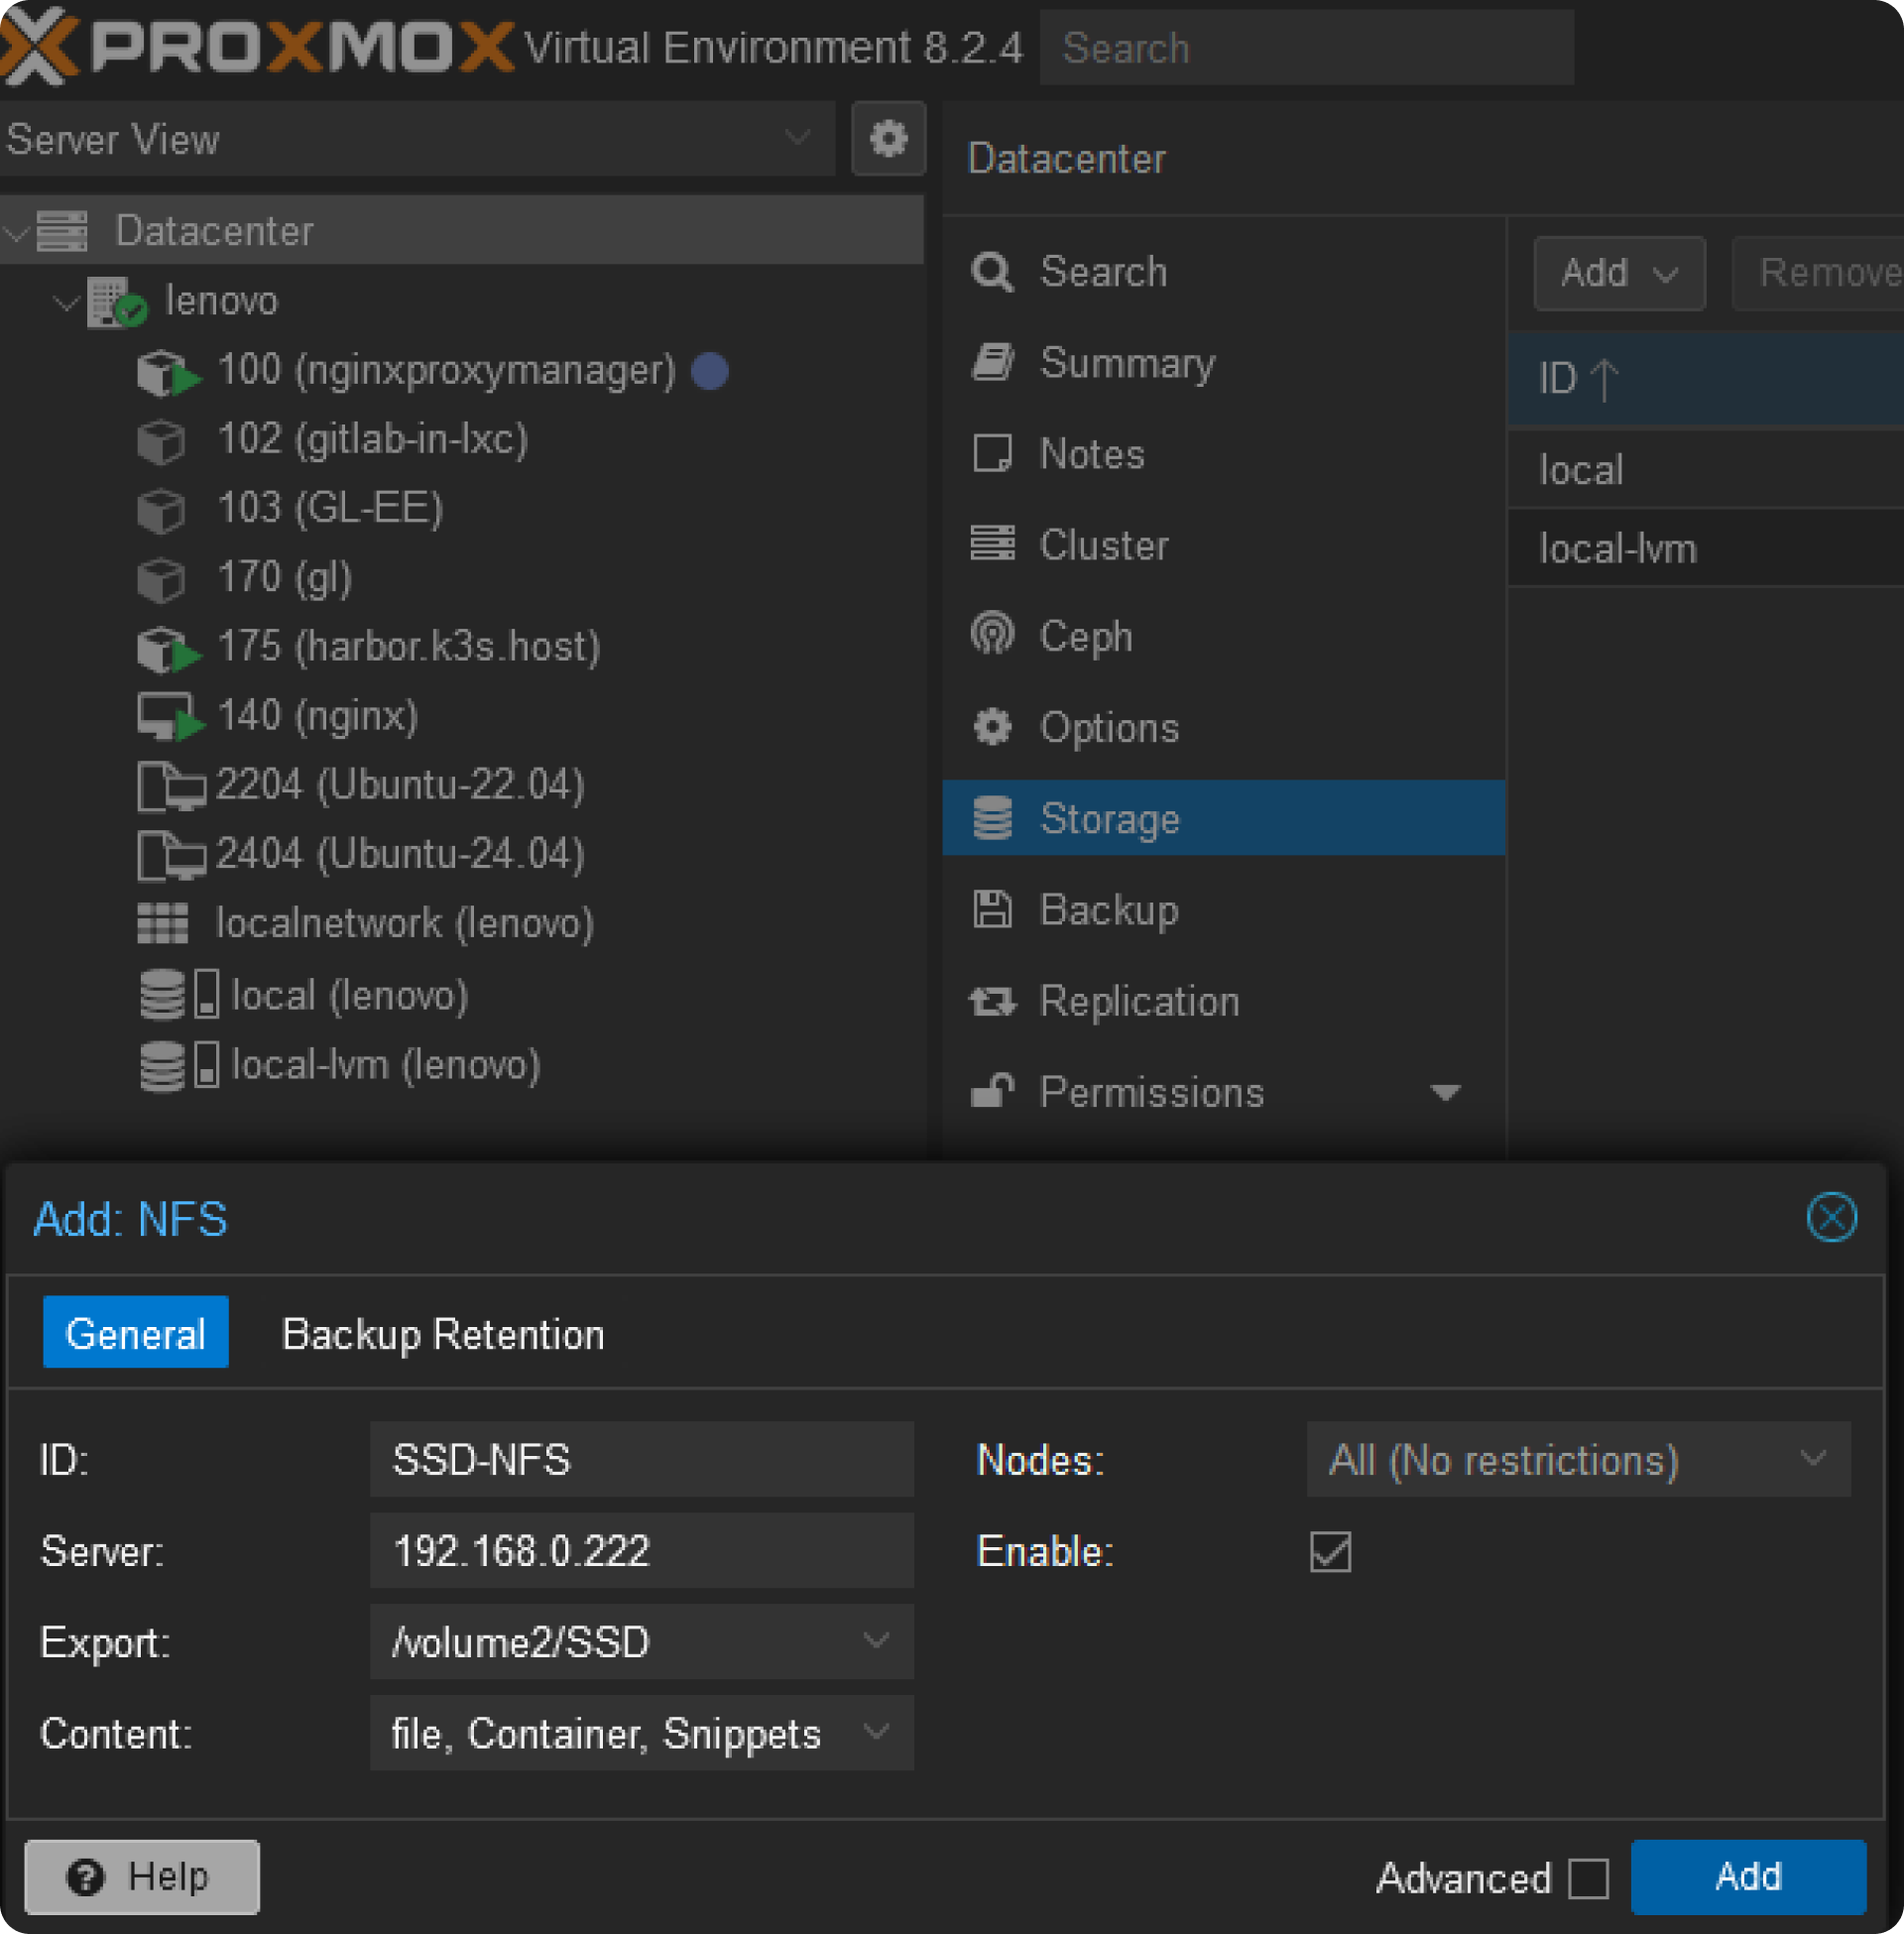 PROXMOX Virtual Environment 8.2.4 Search
Server View
Datacenter
lenovo
100 (nginxproxymanager)
102 (gitlab-in-lxc)
103 (GL-EE)
170 (gl)
175 (harbor.k3s.host)
140 (nginx)
2204 (Ubuntu-22.04)
2404 (Ubuntu-24.04)
localnetwork (lenovo)
local (lenovo)
local-lvm (lenovo)
Datacenter
Search
Summary
Notes
Cluster
Ceph
Options
Storage
Backup
Replication
Permissions
Add Remove
ID ↑
local
local-lvm
Add: NFS
General Backup Retention
ID: SSD-NFS
Server: 192.168.0.222
Export: /volume2/SSD
Content: file, Container, Snippets
Nodes: All (No restrictions)
Enable:
Help Advanced Add